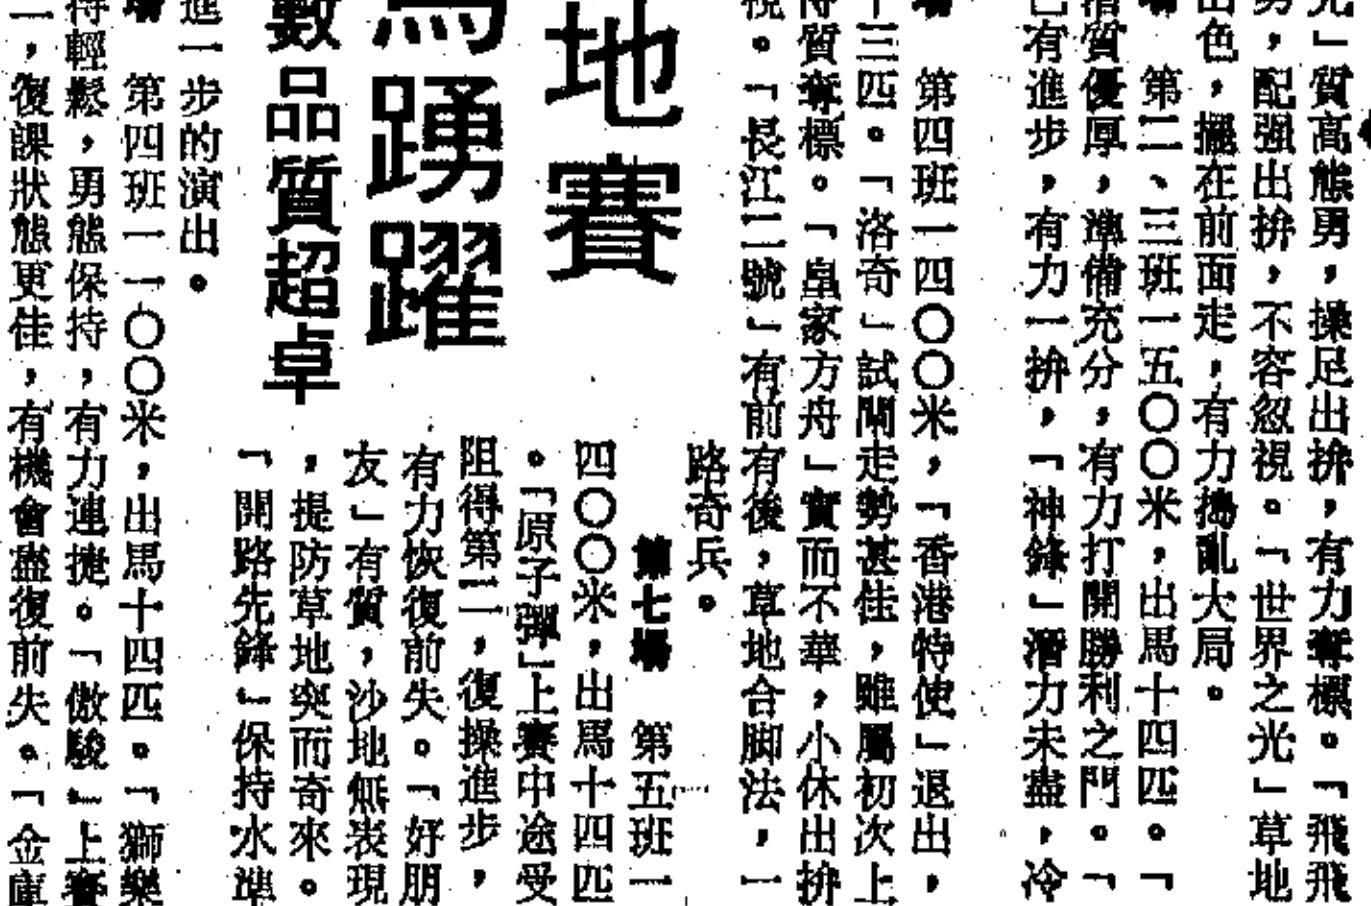 光」質高態勇，操足出拚，有力奪標。「飛飛
勇，配强出拚，不容忽視。「世界之光」草地
出色，擺在前面走，有力搗亂大局。
場　第二、三班一五〇〇米，出馬十四匹。「
潛質優厚，準備充分，有力打開勝利之門。「
已有進步，有力一拚，「神鋒」潛力未盡，冷
場　第四班一四〇〇米，「香港特使」退出，
十三匹。「洛奇」試閘走勢甚佳，雖屬初次上
特質奪標。「皇家方舟」實而不華，小休出拚
視。「長江二號」有前有後，草地合脚法，一
路奇兵。
第七場　第五班一
四〇〇米，出馬十四匹
。「原子彈」上賽中途受
阻得第二，復操進步，
有力恢復前失。「好朋
友」有質，沙地無表現
，提防草地突而奇來。
「開路先鋒」保持水準
地賽
馬踴躍
數品質超卓
進一步的演出。
場　第四班一一〇〇米，出馬十四匹。「獅樂
得輕鬆，勇態保持，有力連捷。「傲駿」上賽
二，復課狀態更佳，有機會盡復前失。「金庫